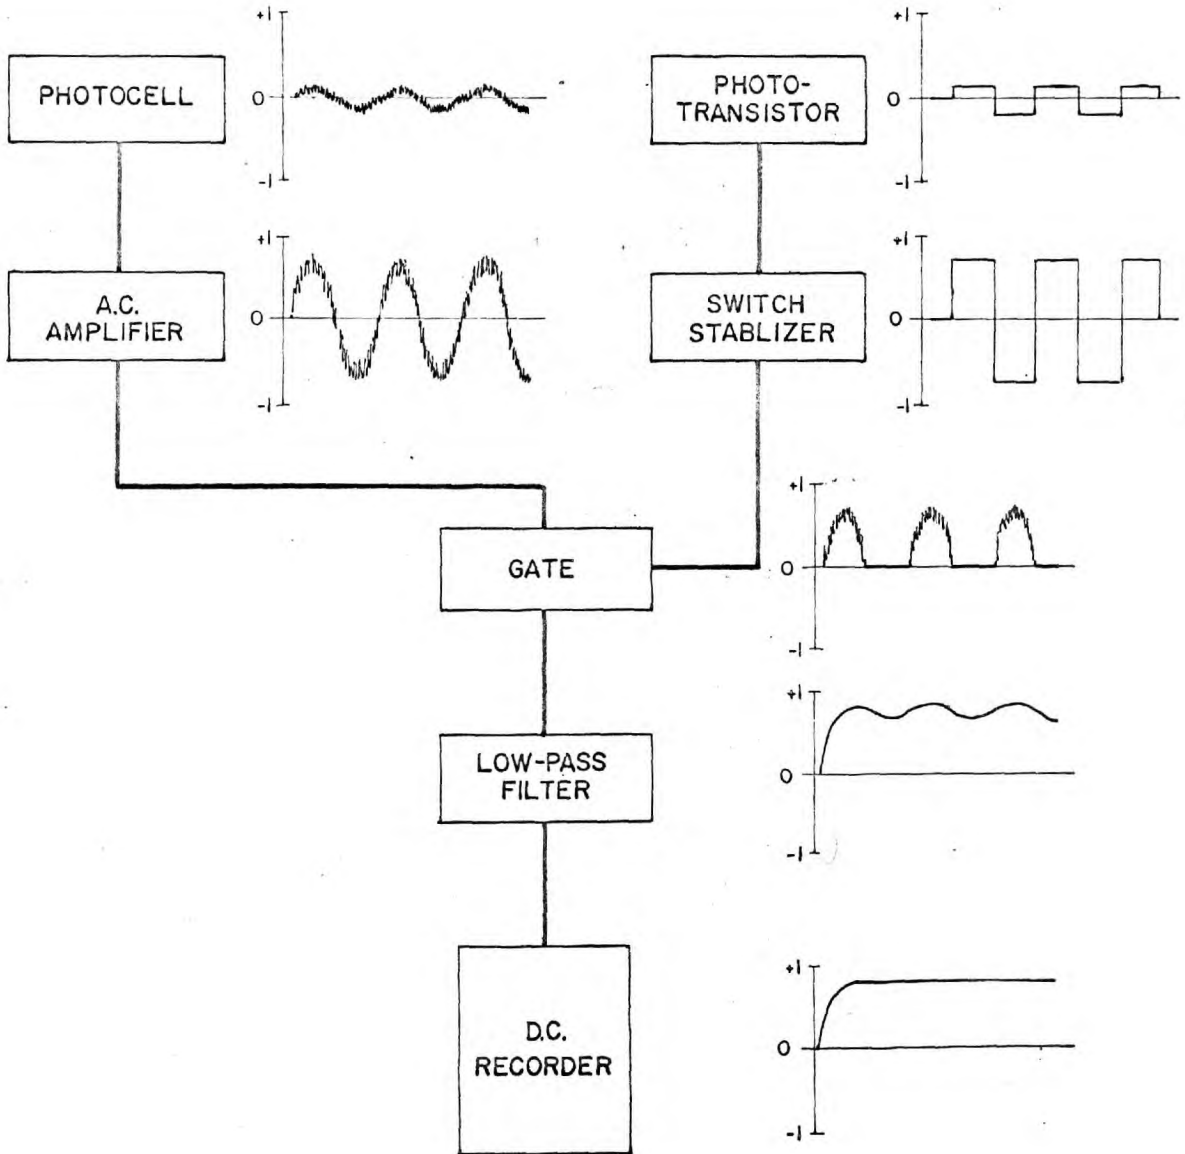 +1
0
-1
PHOTOCELL
+1
0
-1
PHOTO-
TRANSISTOR
+1
0
-1
A.C.
AMPLIFIER
+1
0
-1
SWITCH
STABLIZER
+1
0
-1
GATE
+1
0
-1
LOW-PASS
FILTER
+1
0
-1
D.C.
RECORDER